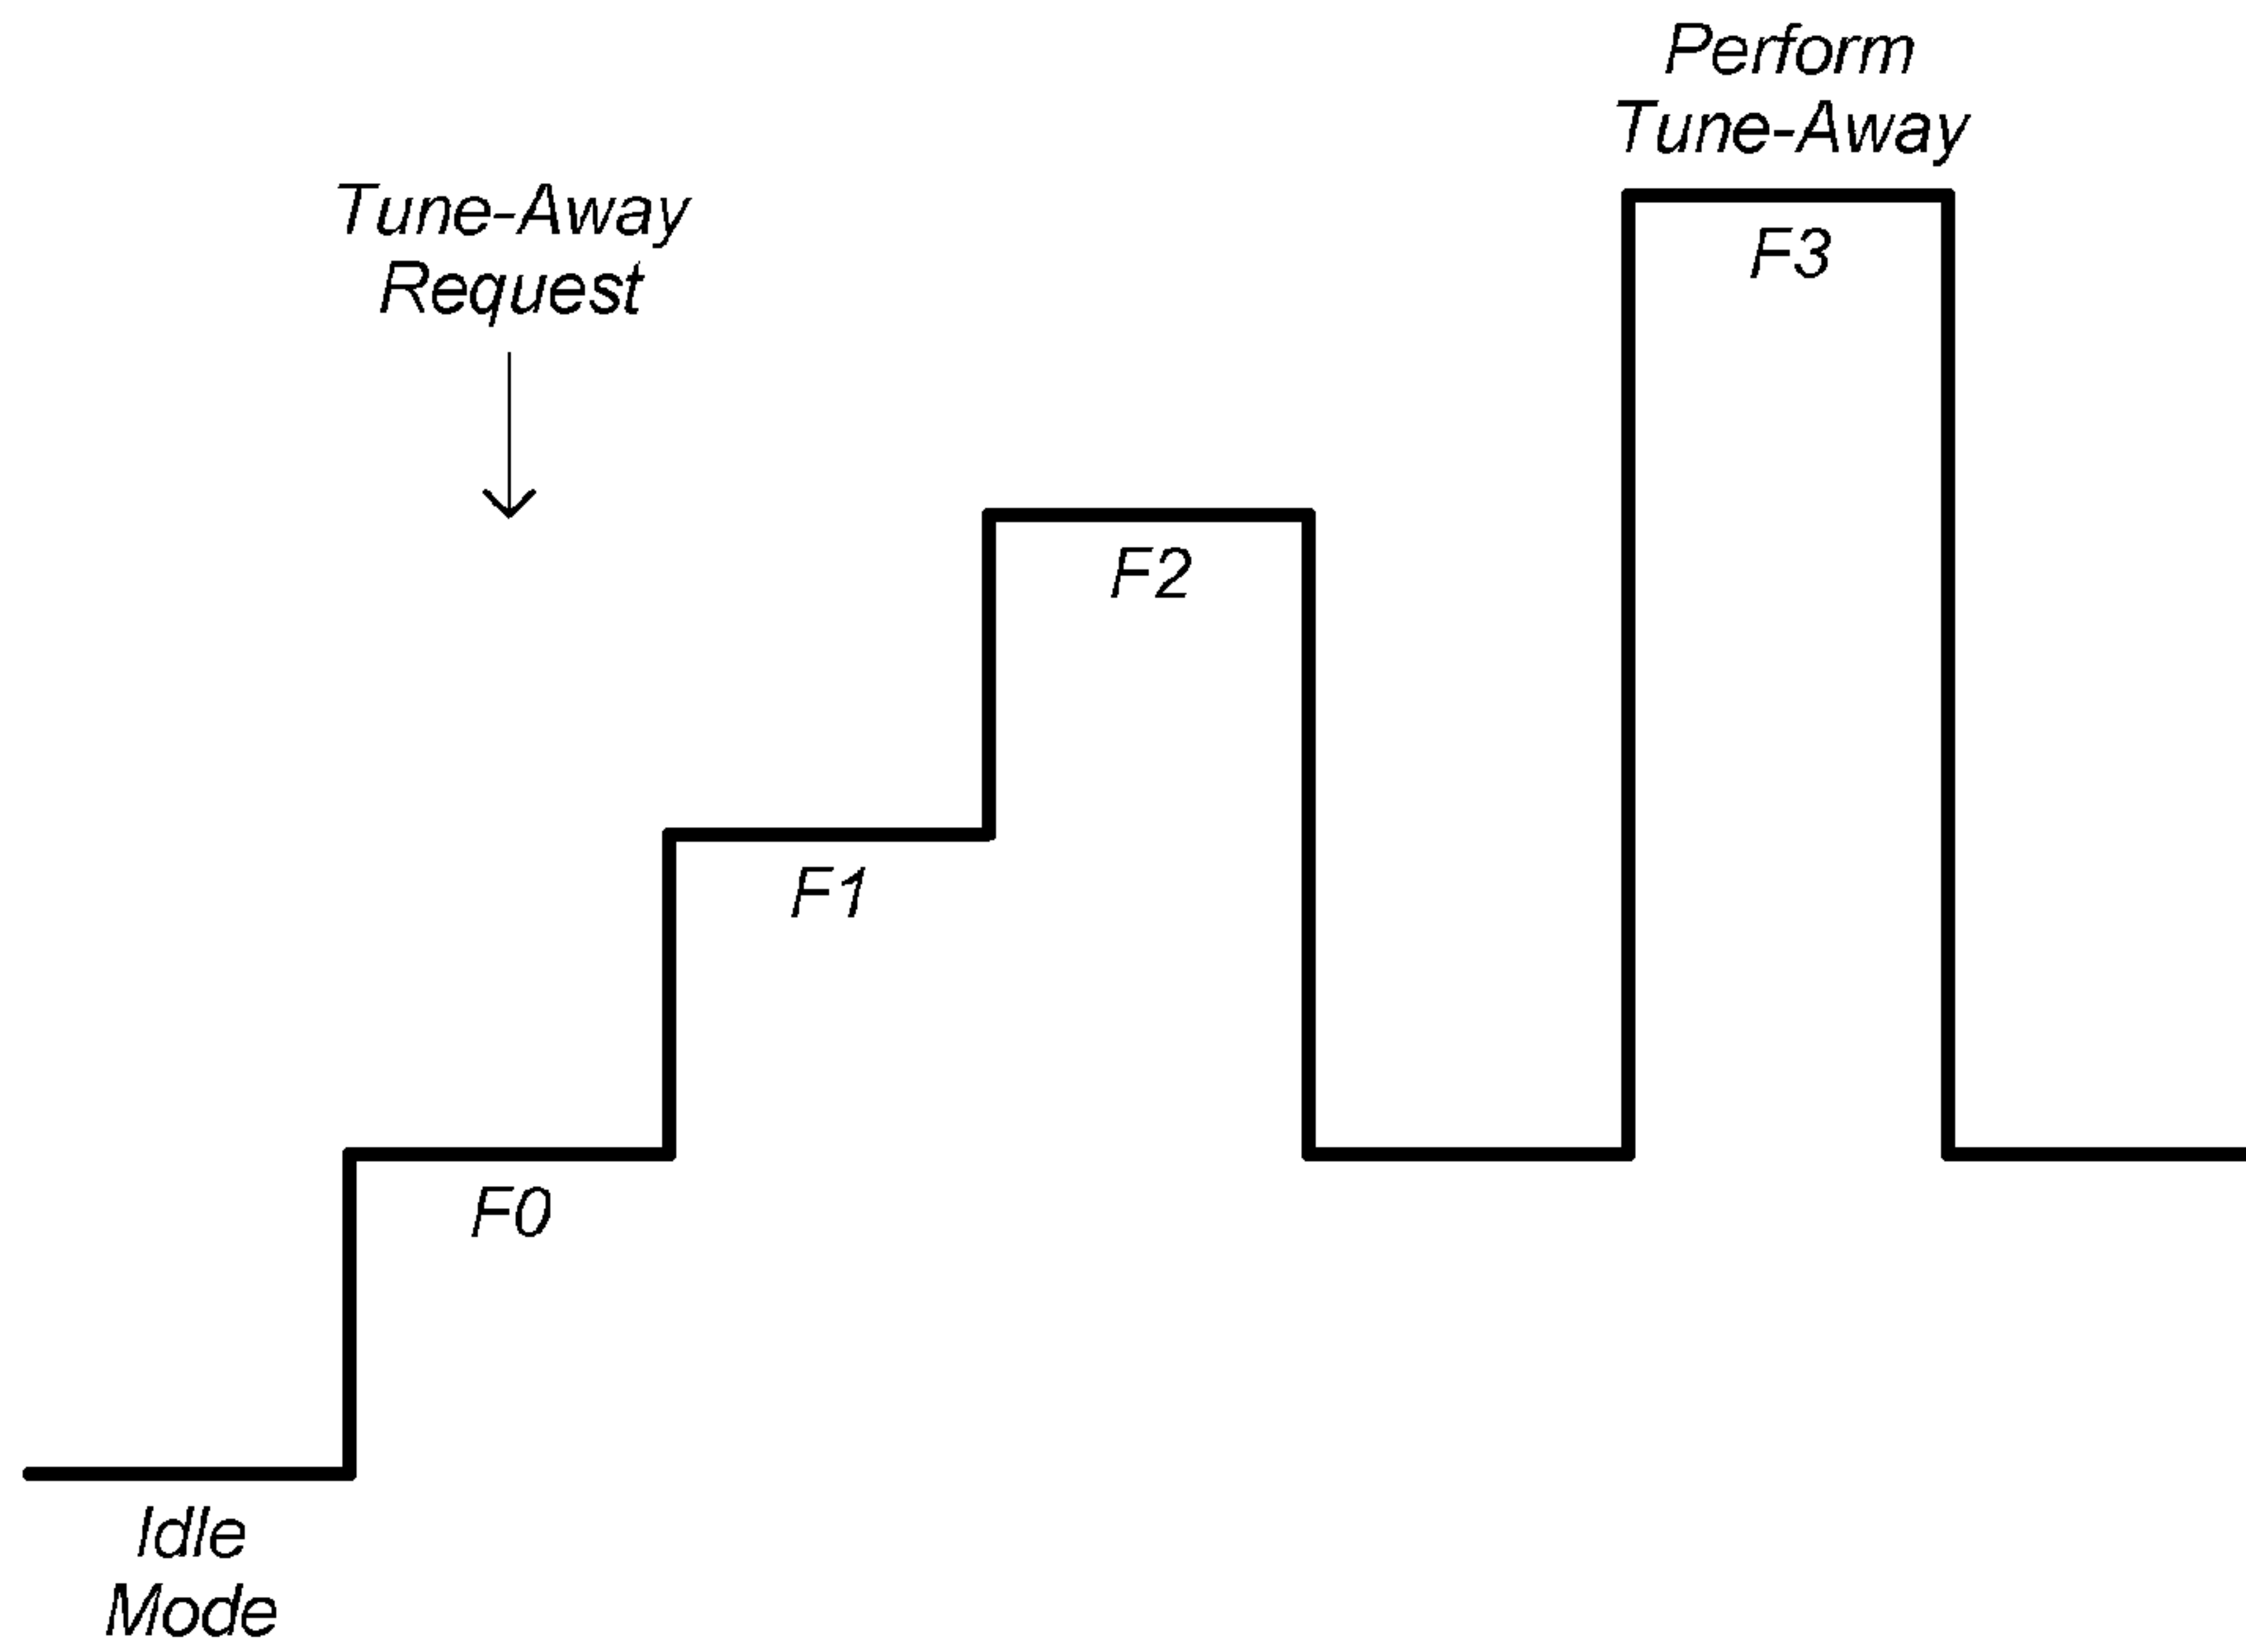 Perform
Tune-Away
Tune-Away
Request
F3
F2
F1
F0
Idle
Mode